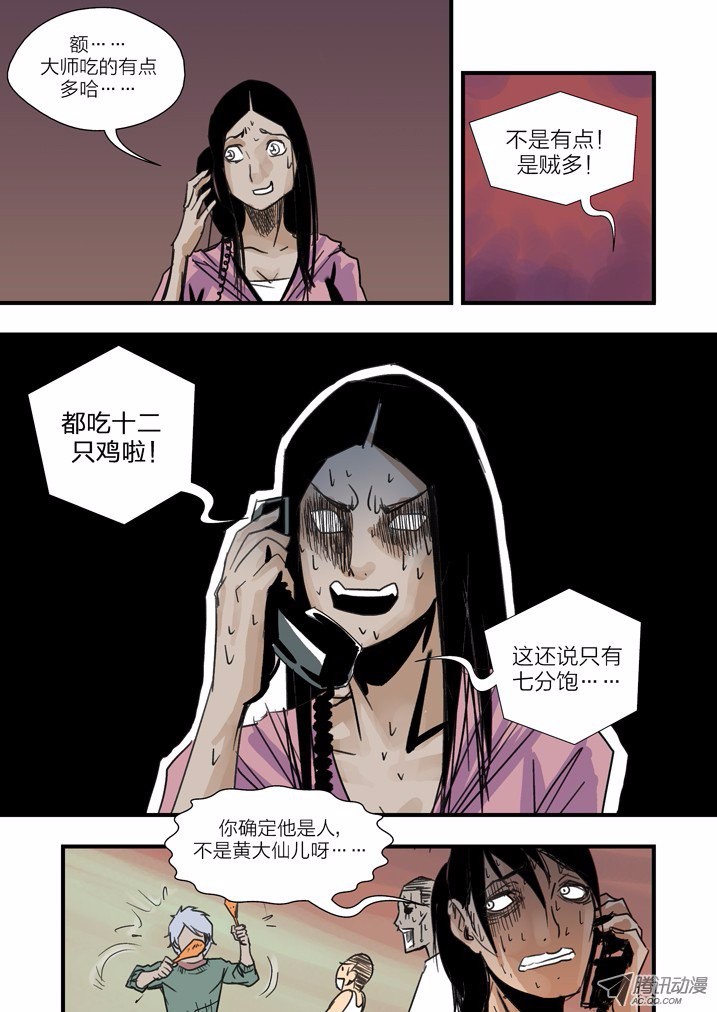 额……
大师吃的有点
多哈……
不是有点！
是贼多！
都吃十二
只鸡啦！
这还说只有
七分饱……
你确定他是人，
不是黄大仙儿呀……
腾讯动漫
AC.QQ.COM